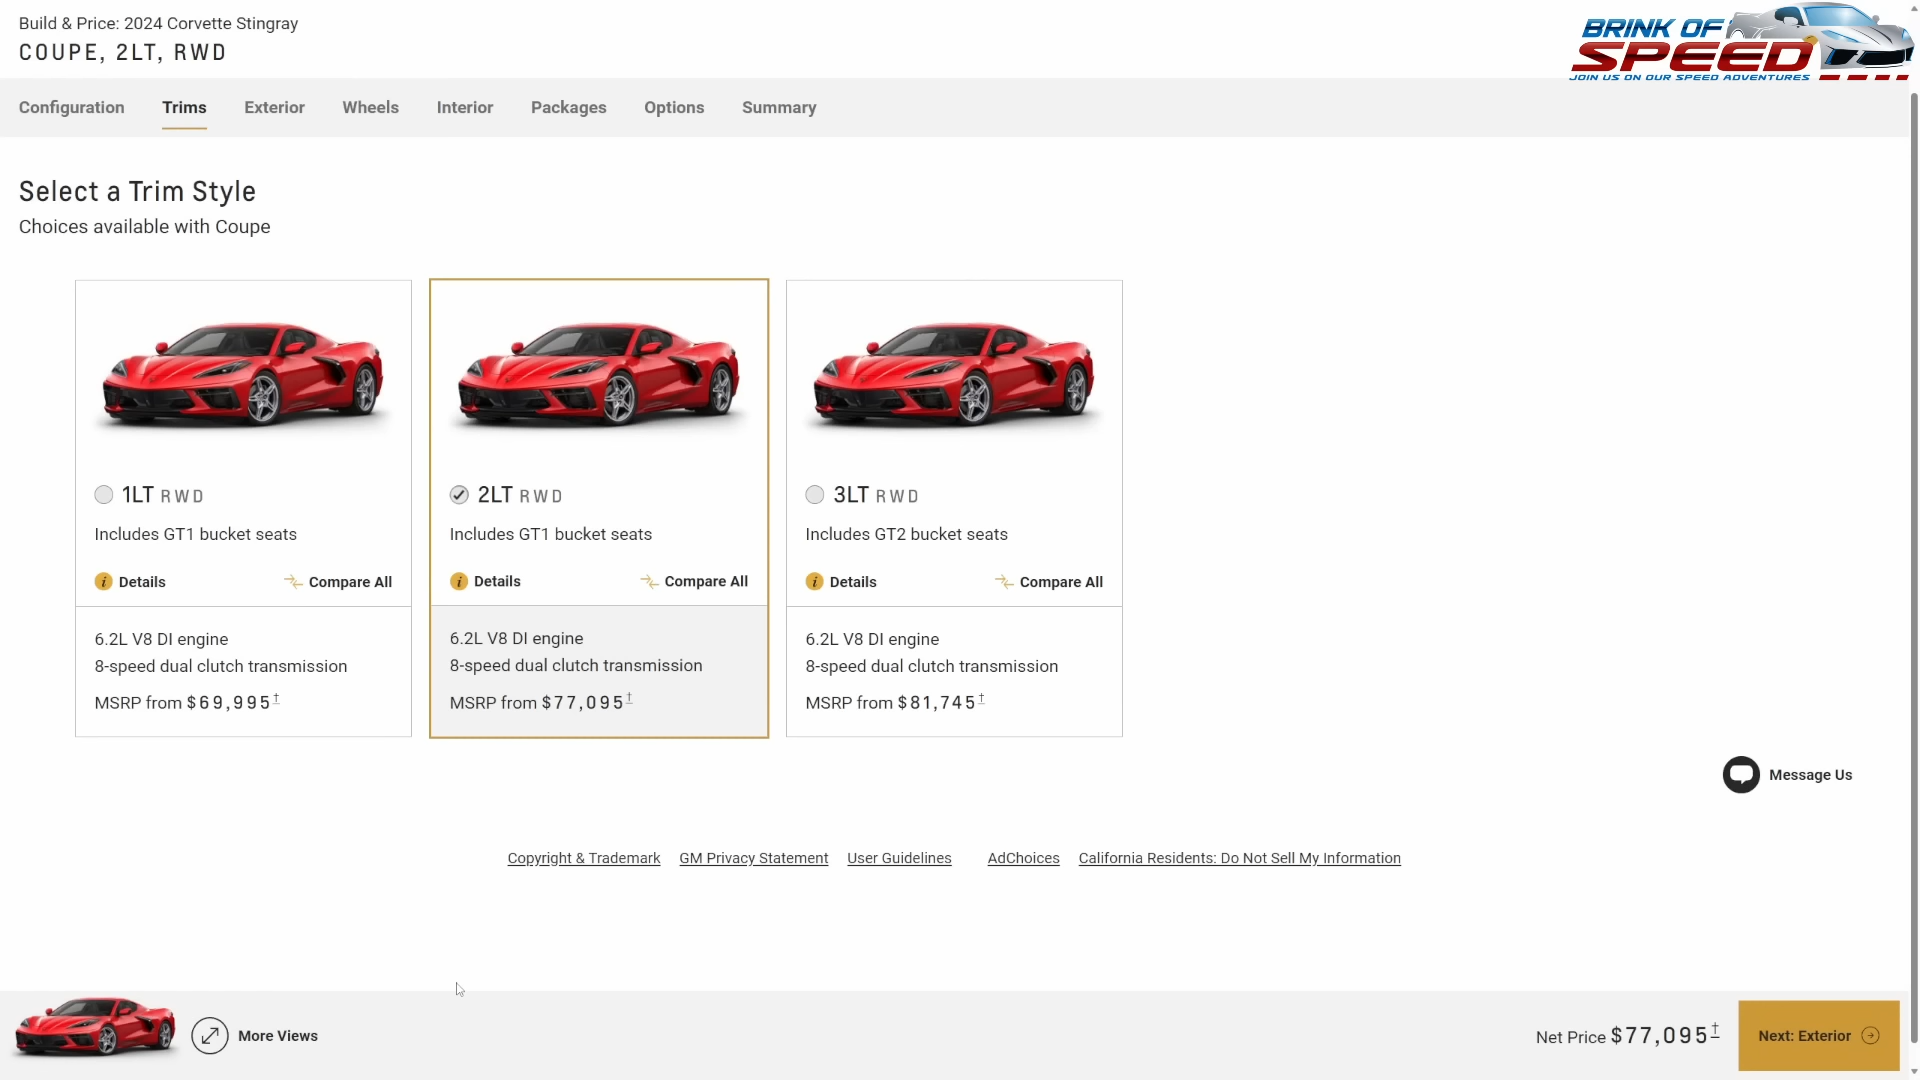 Build & Price: 2024 Corvette Stingray
COUPE, 2LT, RWD
BRINK OF
SPEED
JOIN US ON OUR SPEED ADVENTURES
Configuration
Trims
Exterior
Wheels
Interior
Packages
Options
Summary
Select a Trim Style
Choices available with Coupe
1LT RWD
Includes GT1 bucket seats
Details
Compare All
6.2L V8 DI engine
8-speed dual clutch transmission
MSRP from $69,995†
2LT RWD
Includes GT1 bucket seats
Details
Compare All
6.2L V8 DI engine
8-speed dual clutch transmission
MSRP from $77,095†
3LT RWD
Includes GT2 bucket seats
Details
Compare All
6.2L V8 DI engine
8-speed dual clutch transmission
MSRP from $81,745†
Message Us
Copyright & Trademark
GM Privacy Statement
User Guidelines
AdChoices
California Residents: Do Not Sell My Information
More Views
Net Price $77,095†
Next: Exterior